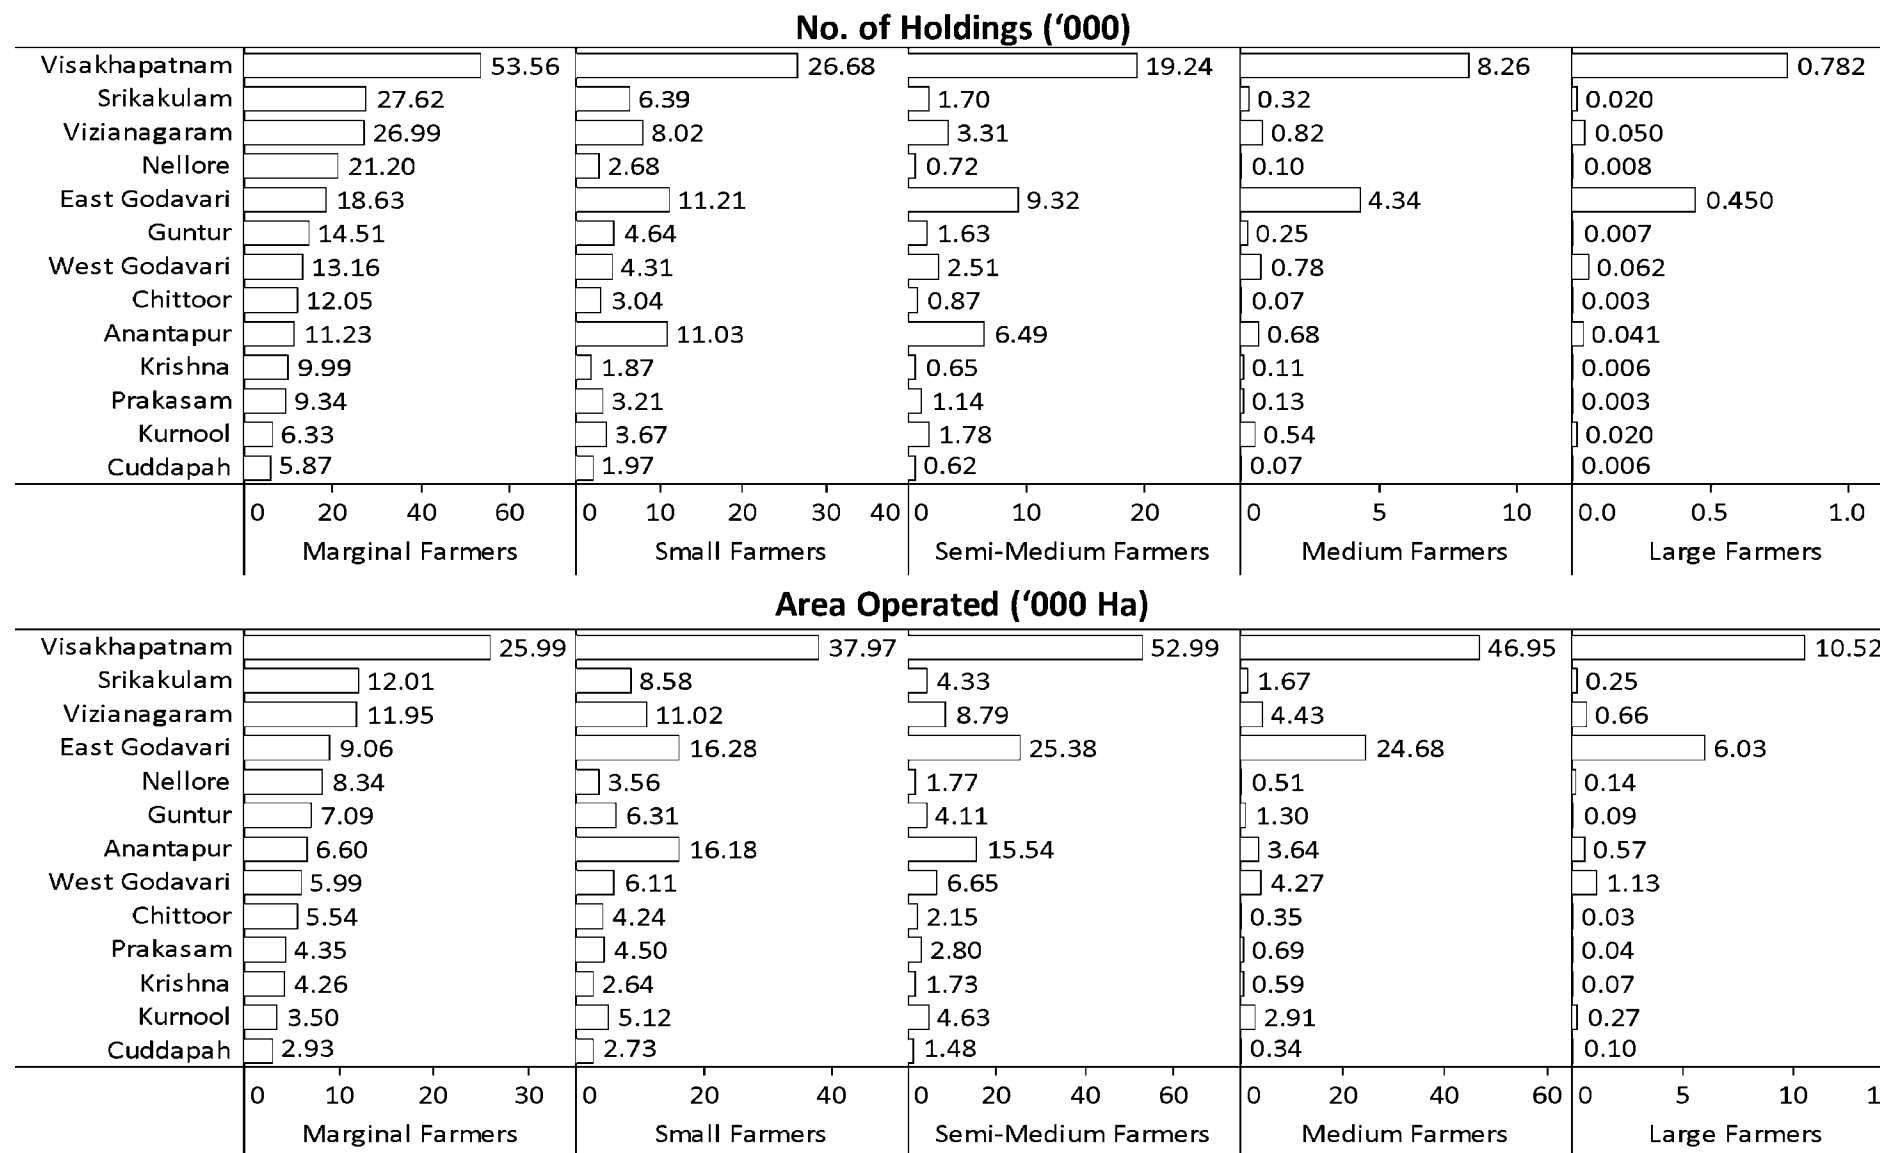 No. of Holdings (‘000)
Visakhapatnam 53.56 26.68 19.24 8.26 0.782
Srikakulam 27.62 6.39 1.70 0.32 0.020
Vizianagaram 26.99 8.02 3.31 0.82 0.050
Nellore 21.20 2.68 0.72 0.10 0.008
East Godavari 18.63 11.21 9.32 4.34 0.450
Guntur 14.51 4.64 1.63 0.25 0.007
West Godavari 13.16 4.31 2.51 0.78 0.062
Chittoor 12.05 3.04 0.87 0.07 0.003
Anantapur 11.23 11.03 6.49 0.68 0.041
Krishna 9.99 1.87 0.65 0.11 0.006
Prakasam 9.34 3.21 1.14 0.13 0.003
Kurnool 6.33 3.67 1.78 0.54 0.020
Cuddapah 5.87 1.97 0.62 0.07 0.006
0 20 40 60 0 10 20 30 40 0 10 20 0 5 10 0.0 0.5 1.0
Marginal Farmers Small Farmers Semi-Medium Farmers Medium Farmers Large Farmers
Area Operated (‘000 Ha)
Visakhapatnam 25.99 37.97 52.99 46.95 10.52
Srikakulam 12.01 8.58 4.33 1.67 0.25
Vizianagaram 11.95 11.02 8.79 4.43 0.66
East Godavari 9.06 16.28 25.38 24.68 6.03
Nellore 8.34 3.56 1.77 0.51 0.14
Guntur 7.09 6.31 4.11 1.30 0.09
Anantapur 6.60 16.18 15.54 3.64 0.57
West Godavari 5.99 6.11 6.65 4.27 1.13
Chittoor 5.54 4.24 2.15 0.35 0.03
Prakasam 4.35 4.50 2.80 0.69 0.04
Krishna 4.26 2.64 1.73 0.59 0.07
Kurnool 3.50 5.12 4.63 2.91 0.27
Cuddapah 2.93 2.73 1.48 0.34 0.10
0 10 20 30 0 20 40 0 20 40 60 0 20 40 60 0 5 10
Marginal Farmers Small Farmers Semi-Medium Farmers Medium Farmers Large Farmers